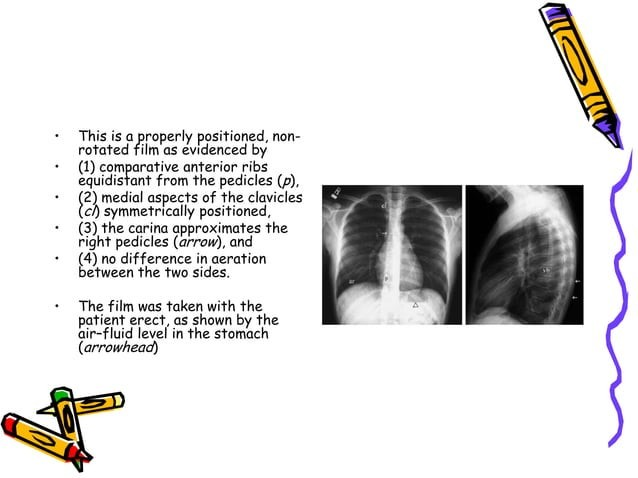 • This is a properly positioned, non-
rotated film as evidenced by
• (1) comparative anterior ribs
equidistant from the pedicles (p),
• (2) medial aspects of the clavicles
(cl) symmetrically positioned,
• (3) the carina approximates the
right pedicles (arrow), and
• (4) no difference in aeration
between the two sides.
• The film was taken with the
patient erect, as shown by the
air–fluid level in the stomach
(arrowhead)